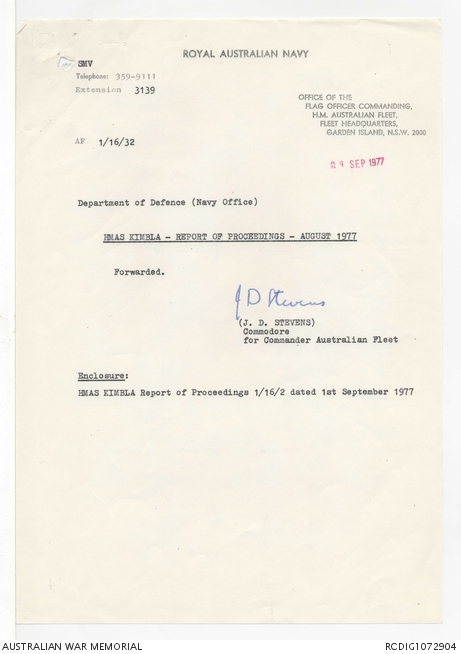 ROYAL AUSTRALIAN NAVY
SMV
Telephone: 359-9111
Extension 3139
OFFICE OF THE
FLAG OFFICER COMMANDING,
H.M. AUSTRALIAN FLEET,
FLEET HEADQUARTERS,
GARDEN ISLAND, N.S.W. 2000
AF 1/16/32
SEP 1977
Department of Defence (Navy Office)
HMAS KIMBLA - REPORT OF PROCEEDINGS - AUGUST 1977
Forwarded.
J D Stevens
(J. D. STEVENS)
Commodore
for Commander Australian Fleet
Enclosure:
HMAS KIMBLA Report of Proceedings 1/16/2 dated 1st September 1977
AUSTRALIAN WAR MEMORIAL
RCDIG1072904